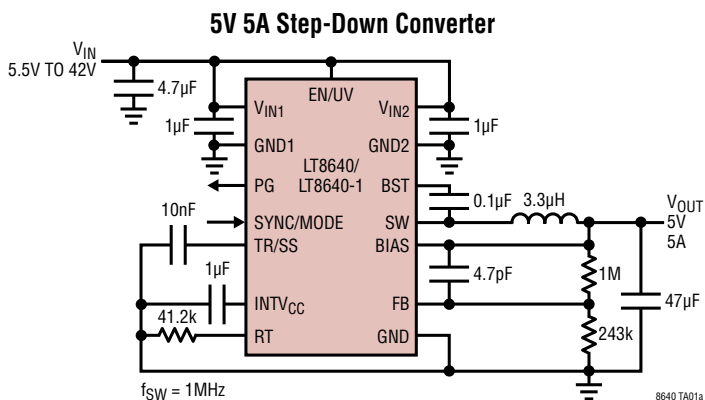 5V 5A Step-Down Converter
VIN
5.5V TO 42V
4.7µF
EN/UV
VIN1
VIN2
1µF
1µF
GND1
GND2
LT8640/
LT8640-1
PG
BST
0.1µF
3.3µH
VOUT
5V
5A
10nF
SYNC/MODE
SW
TR/SS
BIAS
1µF
4.7pF
1M
INTVCC
FB
47µF
41.2k
243k
RT
GND
fSW = 1MHz
8640 TA01a